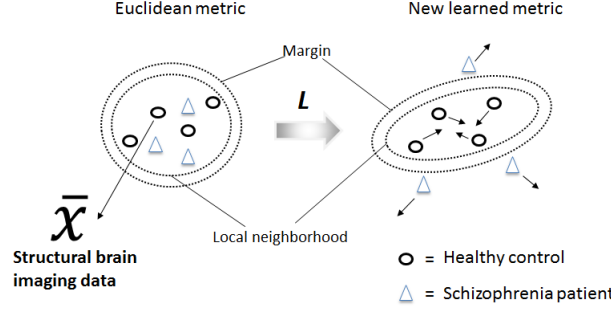 Euclidean metric
New learned metric
Margin
L
x̄
Local neighborhood
Structural brain
imaging data
= Healthy control
= Schizophrenia patient